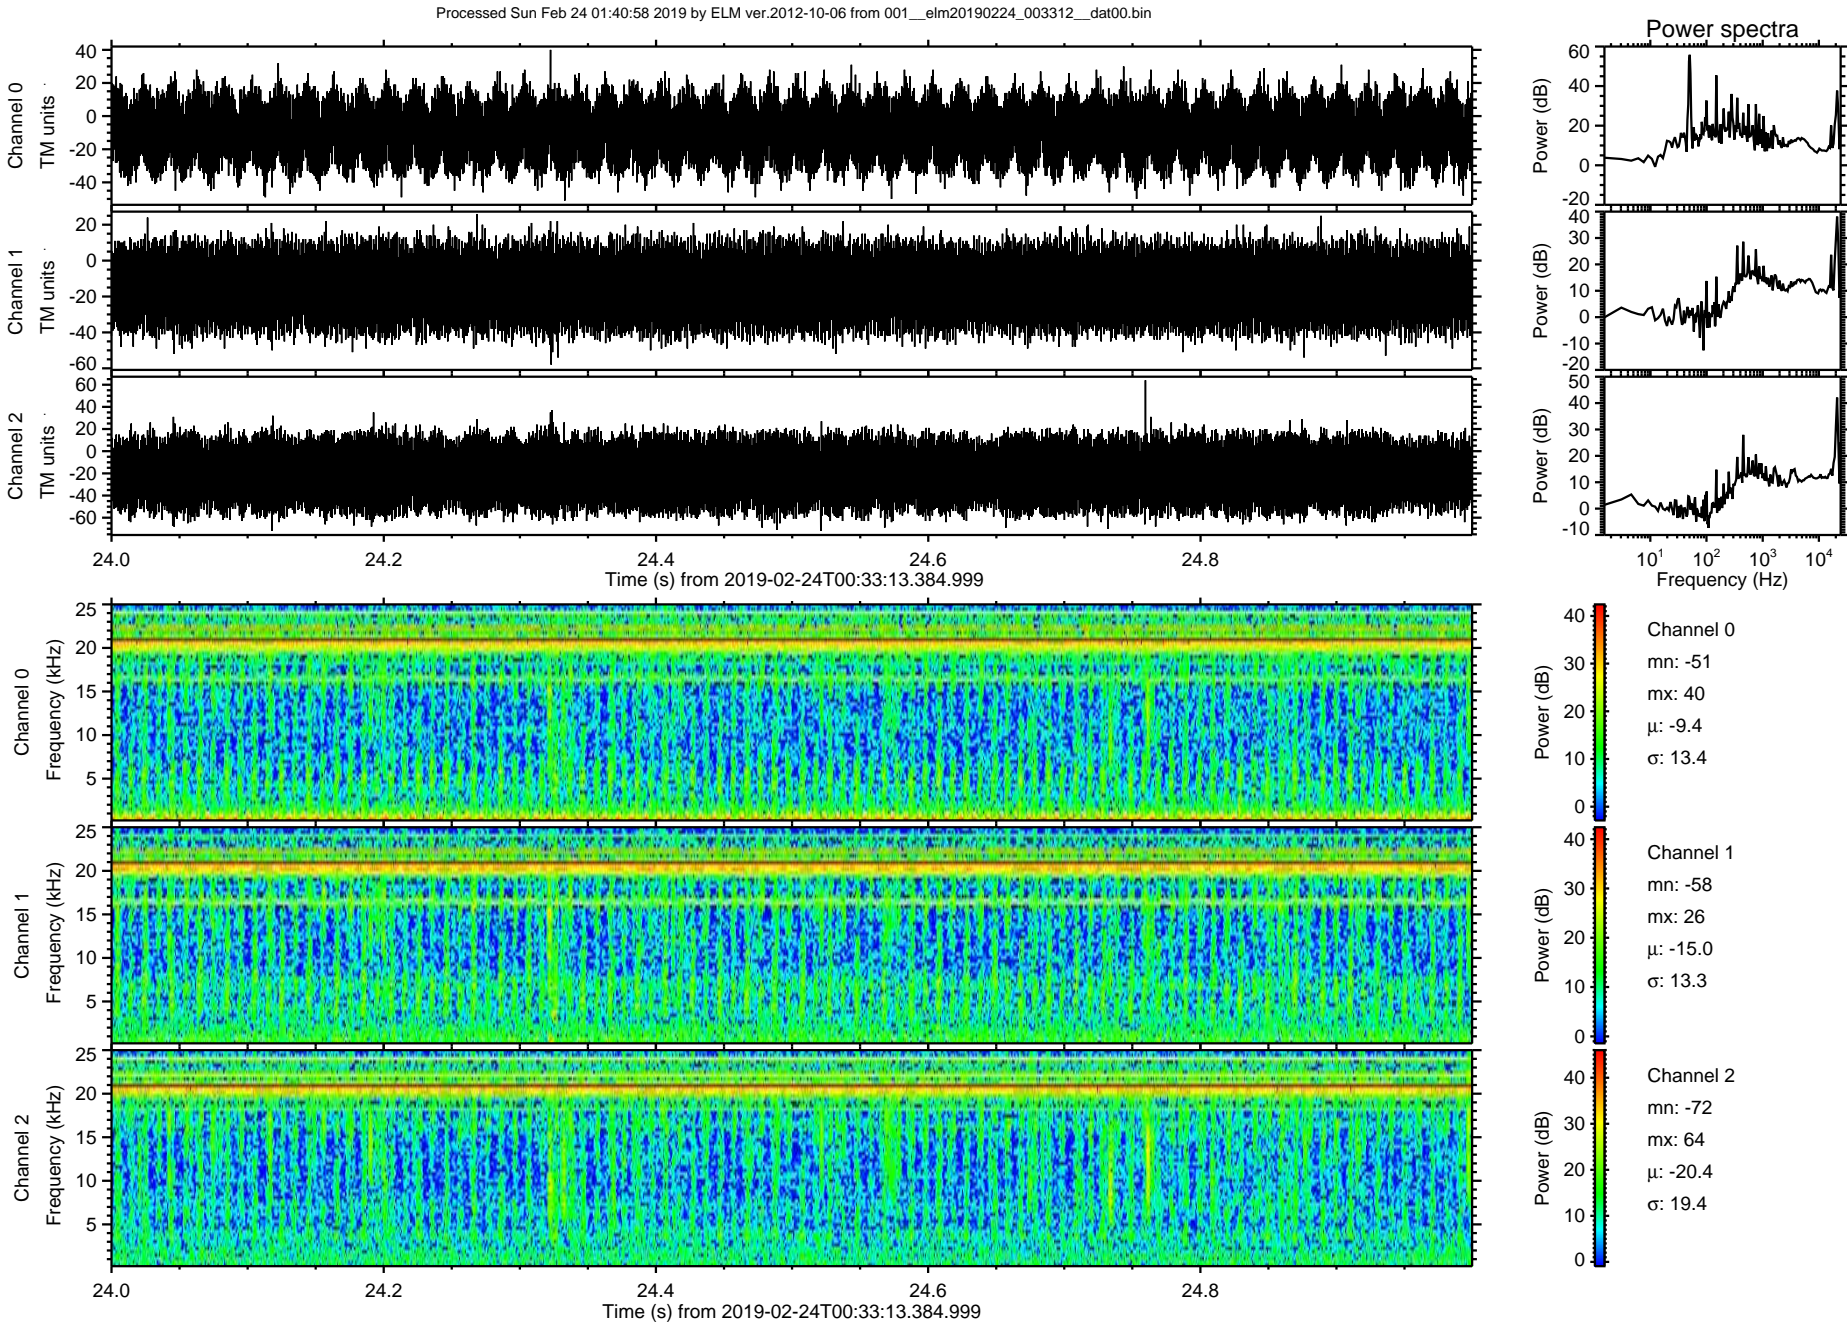 Processed Sun Feb 24 01:40:58 2019 by ELM ver.2012-10-06 from 001__elm20190224_003312__dat00.bin
Power spectra
Channel 0
TM units
40
20
0
-20
-40
Power (dB)
60
40
20
0
-20
Channel 1
TM units
20
0
-20
-40
-60
Power (dB)
40
30
20
10
0
-10
-20
Channel 2
TM units
60
40
20
0
-20
-40
-60
Power (dB)
50
40
30
20
10
0
-10
24.0 24.2 24.4 24.6 24.8
Time (s) from 2019-02-24T00:33:13.384.999
10¹ 10² 10³ 10⁴
Frequency (Hz)
Channel 0
Frequency (kHz)
25
20
15
10
5
Power (dB)
40
30
20
10
0
Channel 0
mn: -51
mx: 40
μ: -9.4
σ: 13.4
Channel 1
Frequency (kHz)
25
20
15
10
5
Power (dB)
40
30
20
10
0
Channel 1
mn: -58
mx: 26
μ: -15.0
σ: 13.3
Channel 2
Frequency (kHz)
25
20
15
10
5
Power (dB)
40
30
20
10
0
Channel 2
mn: -72
mx: 64
μ: -20.4
σ: 19.4
24.0 24.2 24.4 24.6 24.8
Time (s) from 2019-02-24T00:33:13.384.999